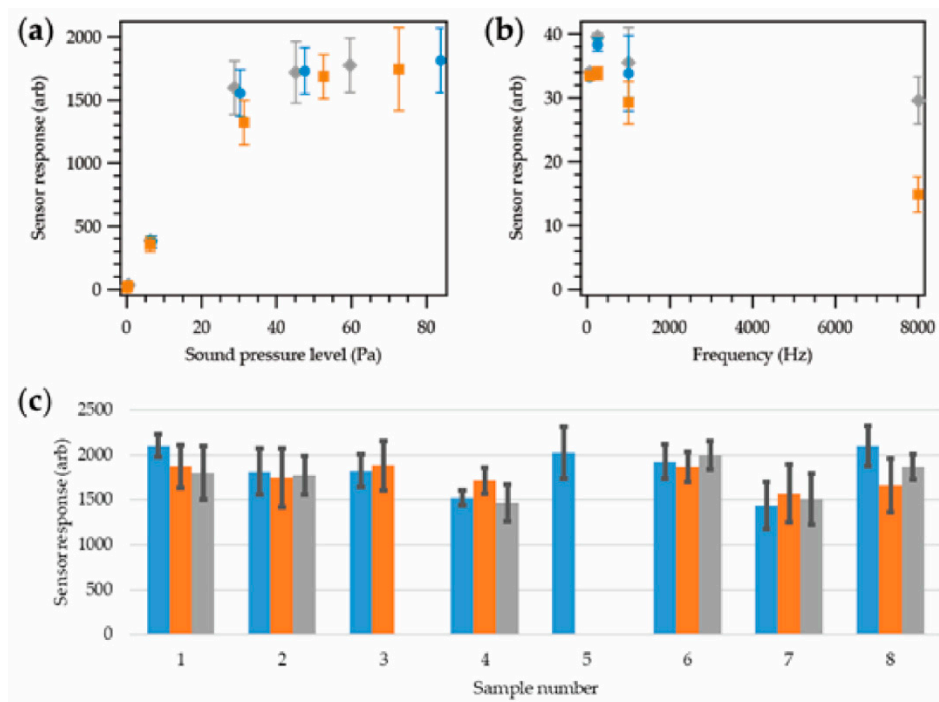 (a)
2000
1500
1000
500
0
Sensor response (arb)
0 20 40 60 80
Sound pressure level (Pa)
(b)
40
30
20
10
0
Sensor response (arb)
0 2000 4000 6000 8000
Frequency (Hz)
(c)
2500
2000
1500
1000
500
0
Sensor response (arb)
1 2 3 4 5 6 7 8
Sample number